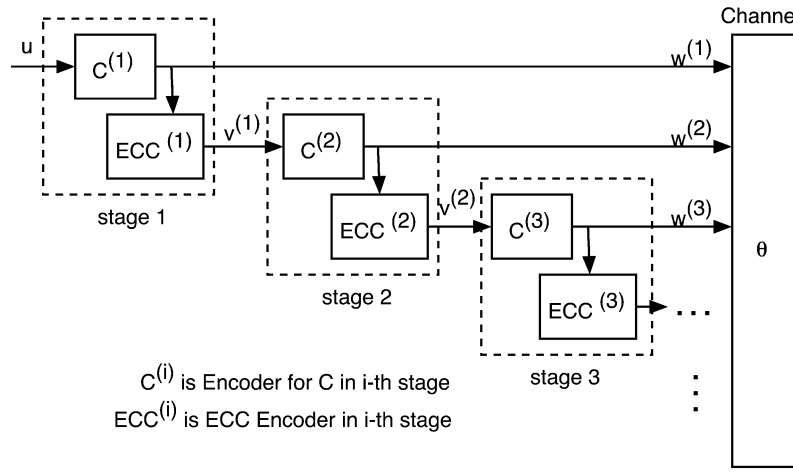 Channe
u
C(1)
w(1)
ECC (1)
v(1)
C(2)
w(2)
stage 1
ECC (2)
v(2)
C(3)
w(3)
θ
stage 2
ECC (3)
...
stage 3
C(i) is Encoder for C in i-th stage
ECC(i) is ECC Encoder in i-th stage